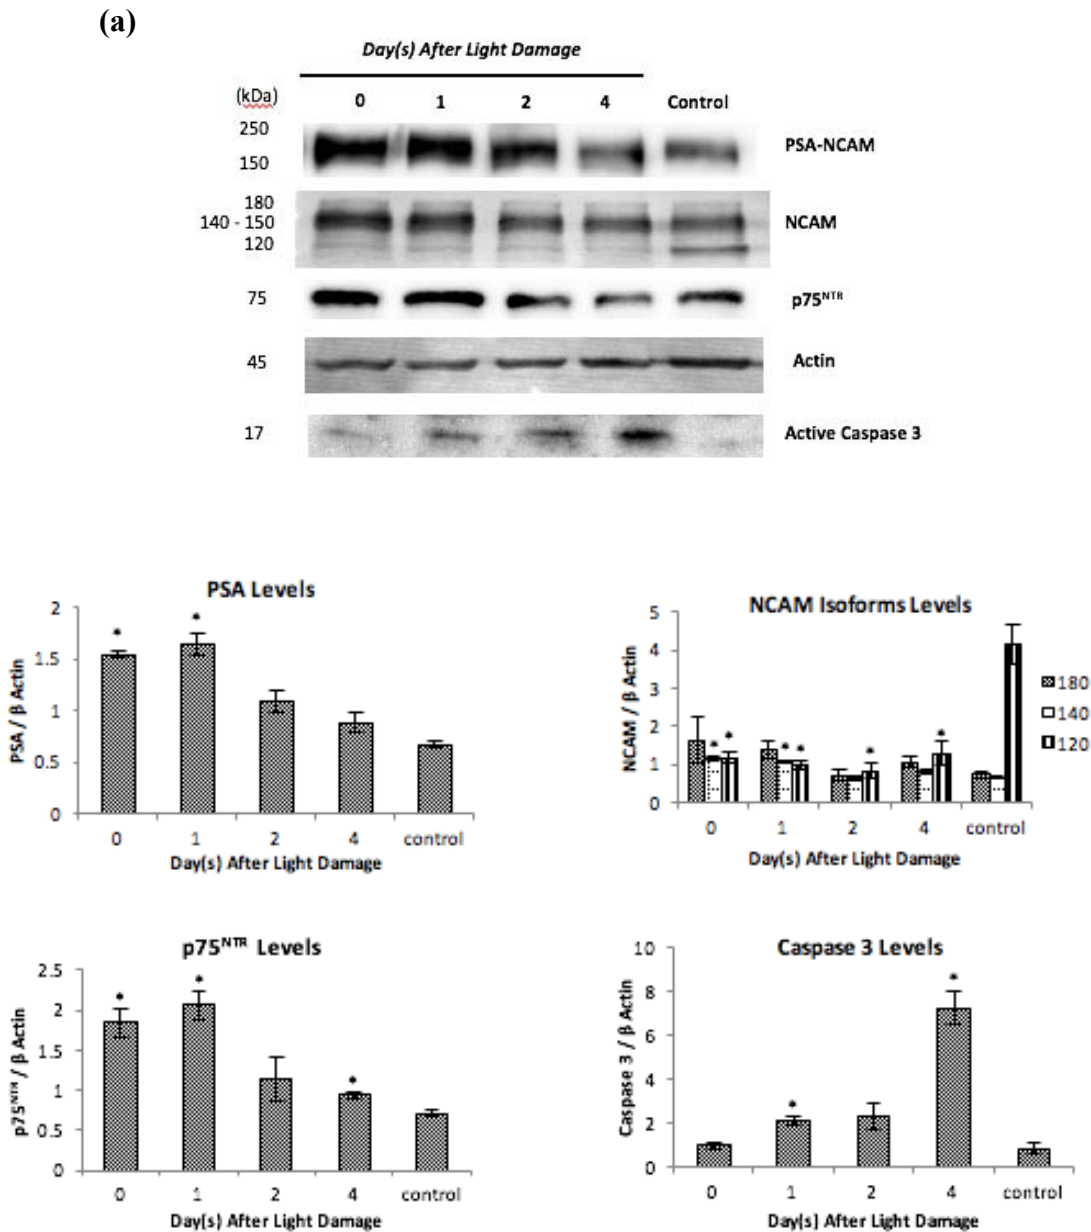 (a)
Day(s) After Light Damage
(kDa)
0 1 2 4 Control
250
150
PSA-NCAM
180
140 - 150
120
NCAM
75
p75NTR
45
Actin
17
Active Caspase 3
PSA Levels
PSA / β Actin
2
1.5
1
0.5
0
* *
0 1 2 4 control
Day(s) After Light Damage
NCAM Isoforms Levels
NCAM / β Actin
5
4
3
2
1
0
* * * * * *
180
140
120
0 1 2 4 control
Day(s) After Light Damage
p75NTR Levels
p75NTR / β Actin
2.5
2
1.5
1
0.5
0
* * *
0 1 2 4 control
Day(s) After Light Damage
Caspase 3 Levels
Caspase 3 / β Actin
10
8
6
4
2
0
* *
0 1 2 4 control
Day(s) After Light Damage